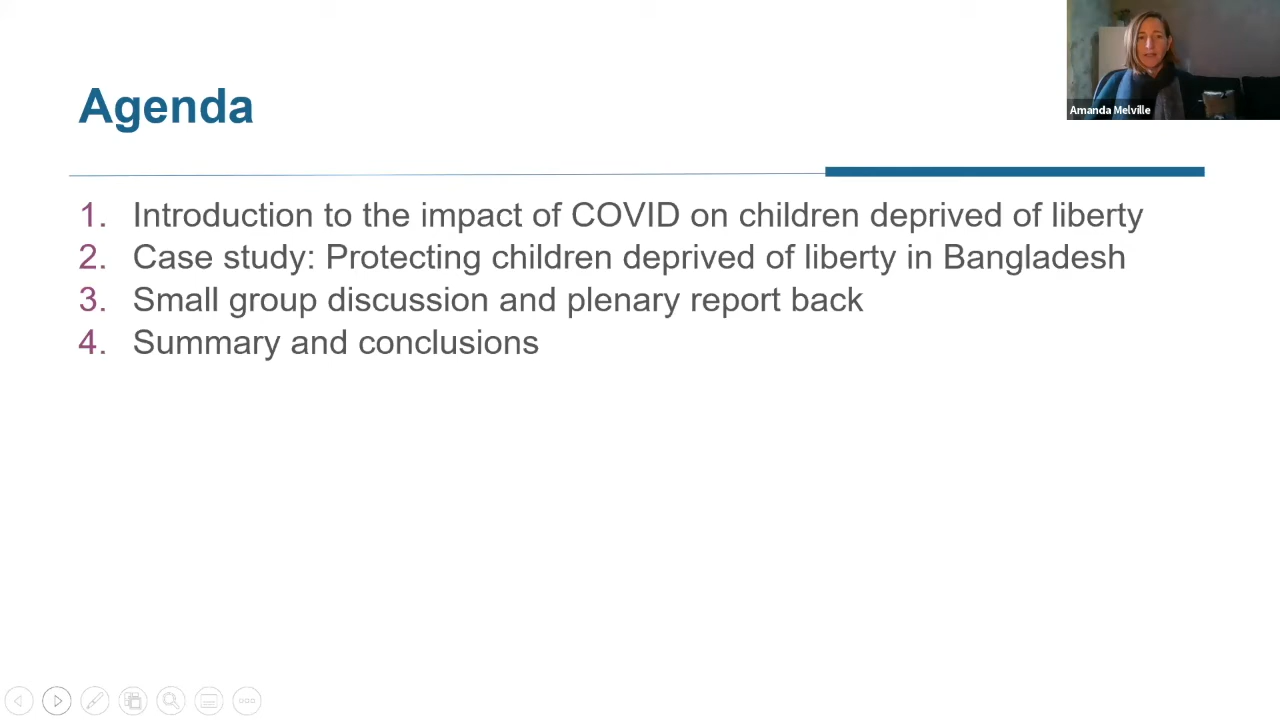 Agenda
Amanda Melville
1. Introduction to the impact of COVID on children deprived of liberty
2. Case study: Protecting children deprived of liberty in Bangladesh
3. Small group discussion and plenary report back
4. Summary and conclusions